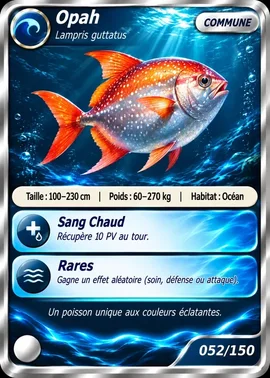 Opah
COMMUNE
Lampris guttatus
Taille : 100–230 cm | Poids : 60–270 kg | Habitat : Océan
Sang Chaud
Récupère 10 PV au tour.
Rares
Gagne un effet aléatoire (soin, défense ou attaque).
Un poisson unique aux couleurs éclatantes.
052/150